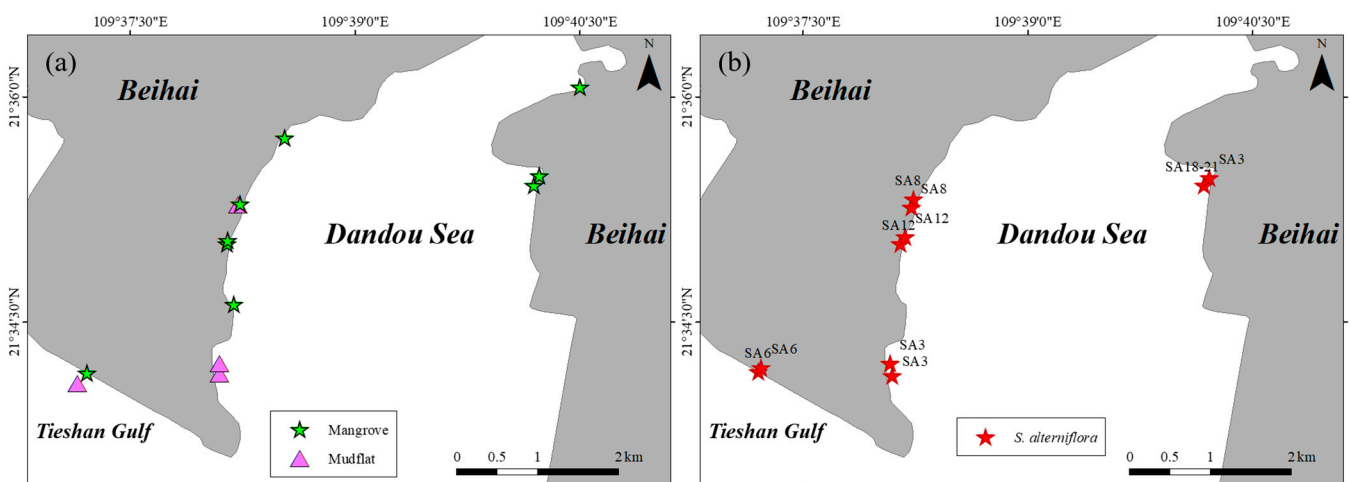 109°37'30"E 109°39'0"E 109°40'30"E
(a)
N
Beihai
21°36'0"N
Dandou Sea
Beihai
21°34'30"N
Tieshan Gulf
Mangrove
Mudflat
0 0.5 1 2 km
109°37'30"E 109°39'0"E 109°40'30"E
(b)
N
Beihai
21°36'0"N
SA18-21 SA3
SA8 SA8
SA12
SA12
Dandou Sea
Beihai
21°34'30"N
SA3
SA3
SA6 SA6
Tieshan Gulf
S. alterniflora
0 0.5 1 2 km